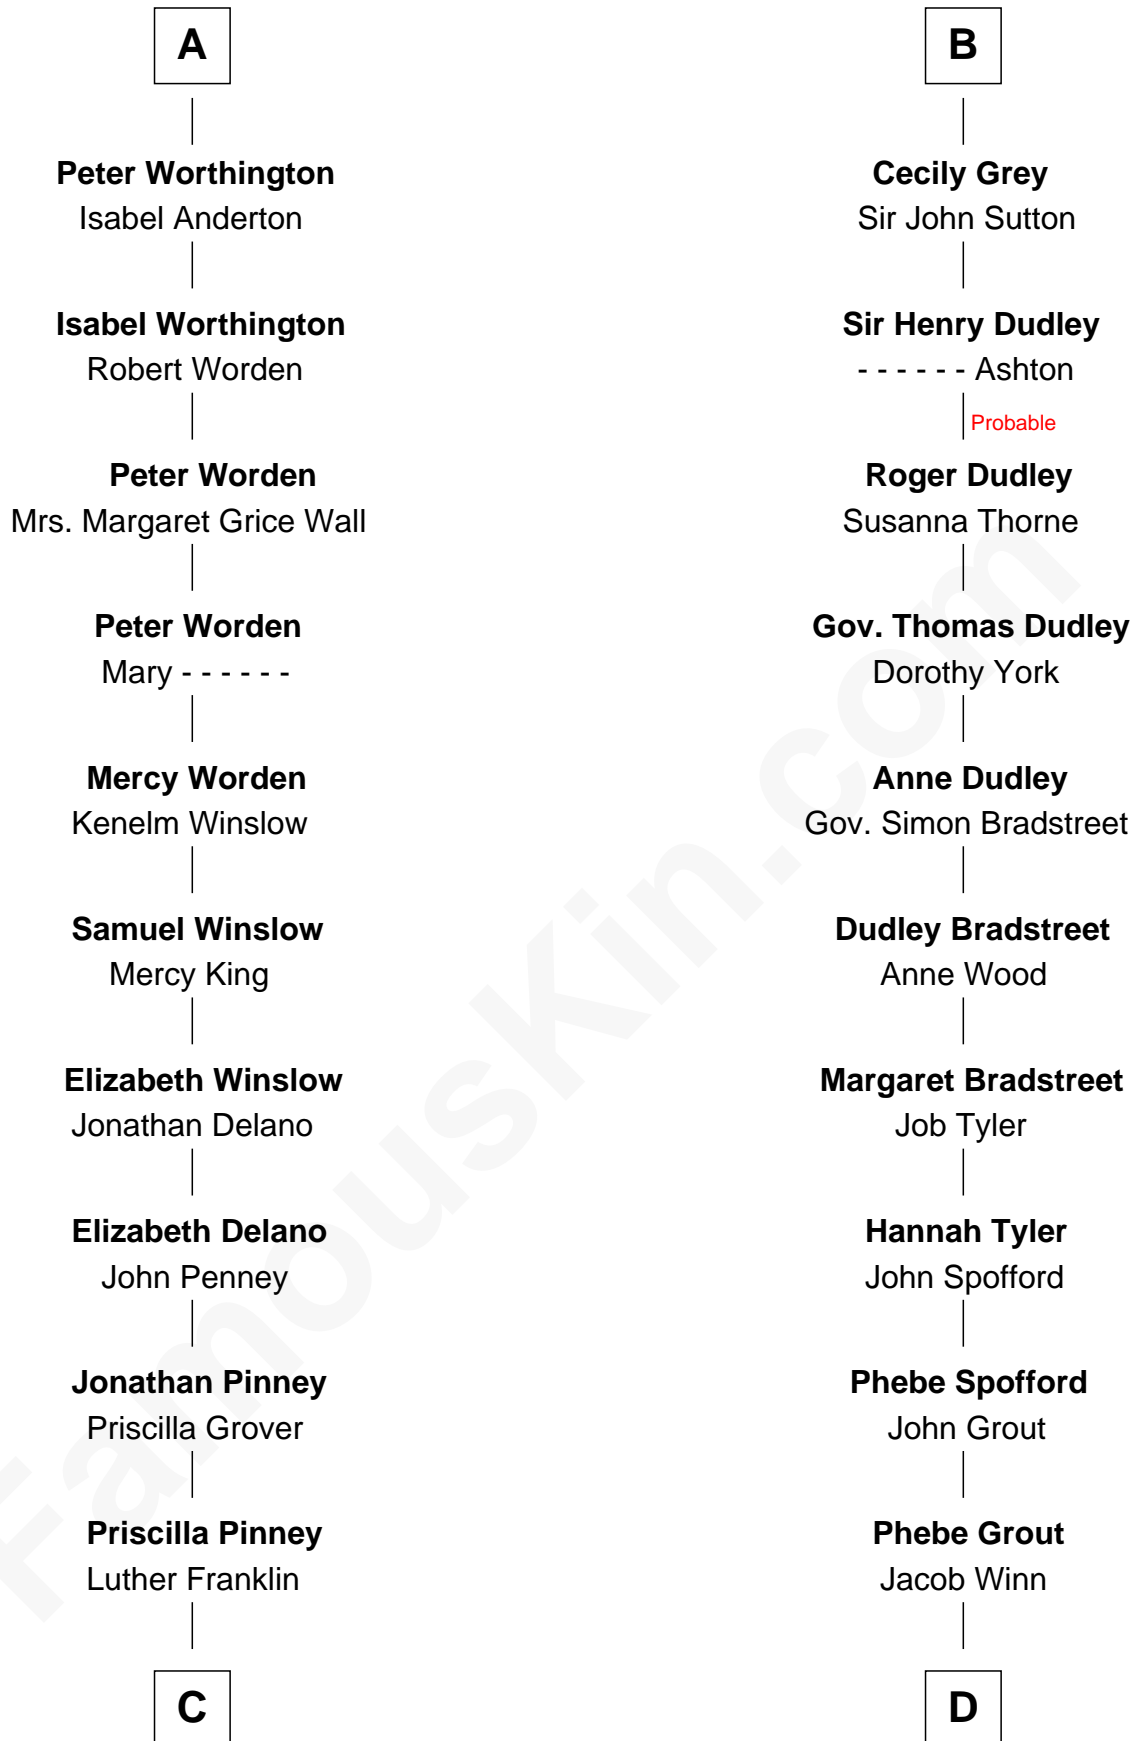 A
Peter Worthington
Isabel Anderton
Isabel Worthington
Robert Worden
Peter Worden
Mrs. Margaret Grice Wall
Peter Worden
Mary - - - - - -
Mercy Worden
Kenelm Winslow
Samuel Winslow
Mercy King
Elizabeth Winslow
Jonathan Delano
Elizabeth Delano
John Penney
Jonathan Pinney
Priscilla Grover
Priscilla Pinney
Luther Franklin
C
B
Cecily Grey
Sir John Sutton
Sir Henry Dudley
- - - - - - Ashton
Probable
Roger Dudley
Susanna Thorne
Gov. Thomas Dudley
Dorothy York
Anne Dudley
Gov. Simon Bradstreet
Dudley Bradstreet
Anne Wood
Margaret Bradstreet
Job Tyler
Hannah Tyler
John Spofford
Phebe Spofford
John Grout
Phebe Grout
Jacob Winn
D
FamousKin.com